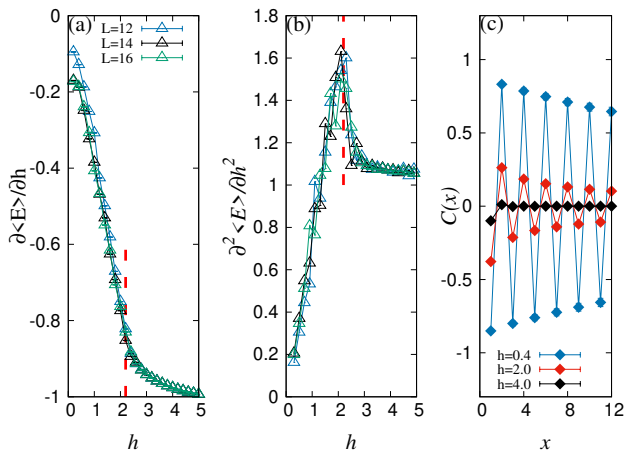 (a)
L=12
L=14
L=16
0
-0.2
-0.4
-0.6
-0.8
-1
0 1 2 3 4 5
h
∂<E>/∂h
(b)
1.8
1.6
1.4
1.2
1
0.8
0.6
0.4
0.2
0
0 1 2 3 4 5
h
∂² <E>/∂h²
(c)
1
0.5
0
-0.5
-1
0 4 8 12
x
C(x)
h=0.4
h=2.0
h=4.0